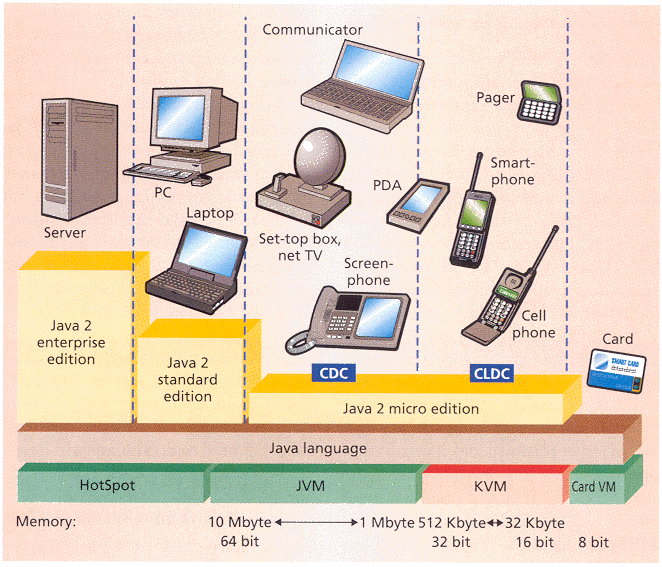 Communicator
Pager
Smart-
phone
PDA
PC
Laptop
Server
Set-top box,
net TV
Screen-
phone
Cell
phone
Card
SMART CARD
Java 2
enterprise
edition
Java 2
standard
edition
CDC
CLDC
Java 2 micro edition
Java language
HotSpot
JVM
KVM
Card VM
Memory:
10 Mbyte
1 Mbyte
512 Kbyte
32 Kbyte
64 bit
32 bit
16 bit
8 bit